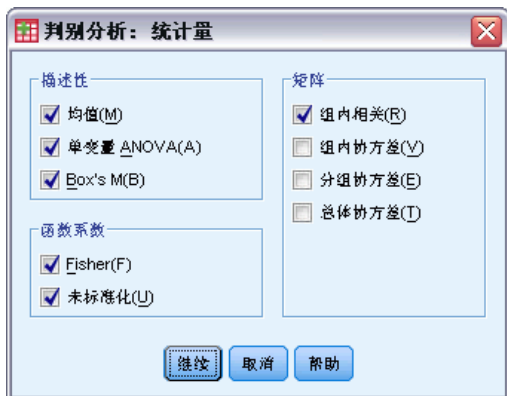 判别分析：统计量
描述性
均值(M)
单变量 ANOVA(A)
Box's M(B)
函数系数
Fisher(F)
未标准化(U)
矩阵
组内相关(R)
组内协方差(V)
分组协方差(E)
总体协方差(T)
继续
取消
帮助